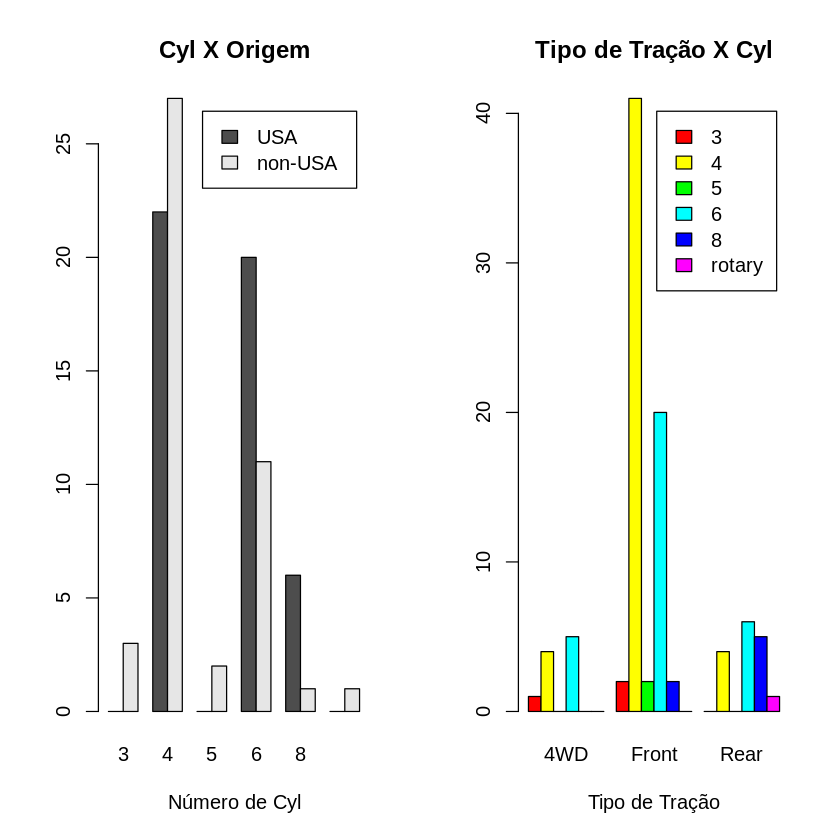 Cyl X Origem
25
20
15
10
5
0
USA
non-USA
3 4 5 6 8
Número de Cyl
Tipo de Tração X Cyl
40
30
20
10
0
3
4
5
6
8
rotary
4WD Front Rear
Tipo de Tração